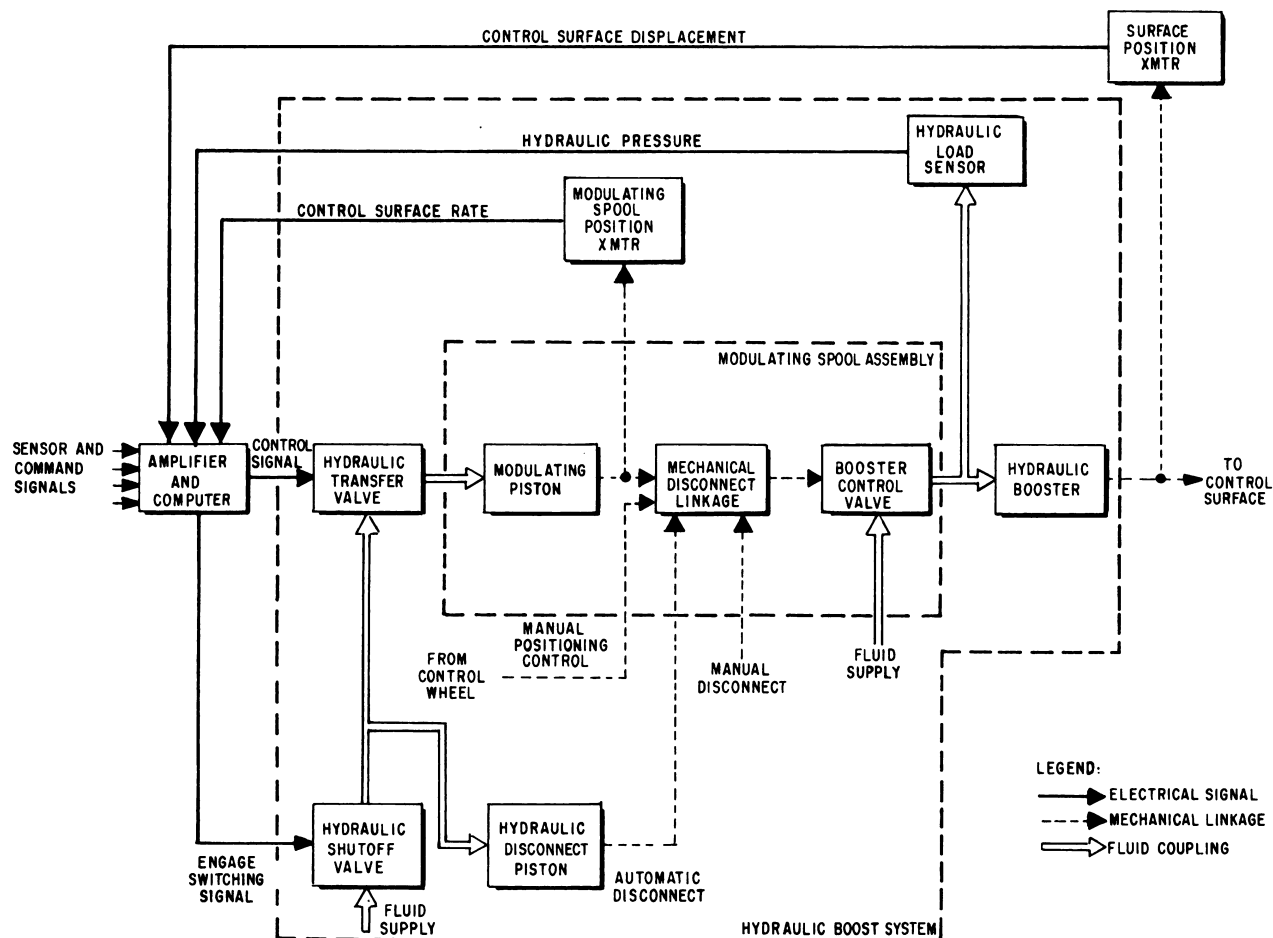 CONTROL SURFACE DISPLACEMENT
SURFACE
POSITION
XMTR
HYDRAULIC PRESSURE
HYDRAULIC
LOAD
SENSOR
CONTROL SURFACE RATE
MODULATING
SPOOL
POSITION
XMTR
MODULATING SPOOL ASSEMBLY
SENSOR AND
COMMAND
SIGNALS
AMPLIFIER
AND
COMPUTER
CONTROL
SIGNAL
HYDRAULIC
TRANSFER
VALVE
MODULATING
PISTON
MECHANICAL
DISCONNECT
LINKAGE
BOOSTER
CONTROL
VALVE
HYDRAULIC
BOOSTER
TO
CONTROL
SURFACE
MANUAL
POSITIONING
CONTROL
FROM
CONTROL
WHEEL
MANUAL
DISCONNECT
FLUID
SUPPLY
LEGEND:
ELECTRICAL SIGNAL
MECHANICAL LINKAGE
FLUID COUPLING
HYDRAULIC
SHUTOFF
VALVE
HYDRAULIC
DISCONNECT
PISTON
ENGAGE
SWITCHING
SIGNAL
AUTOMATIC
DISCONNECT
FLUID
SUPPLY
HYDRAULIC BOOST SYSTEM